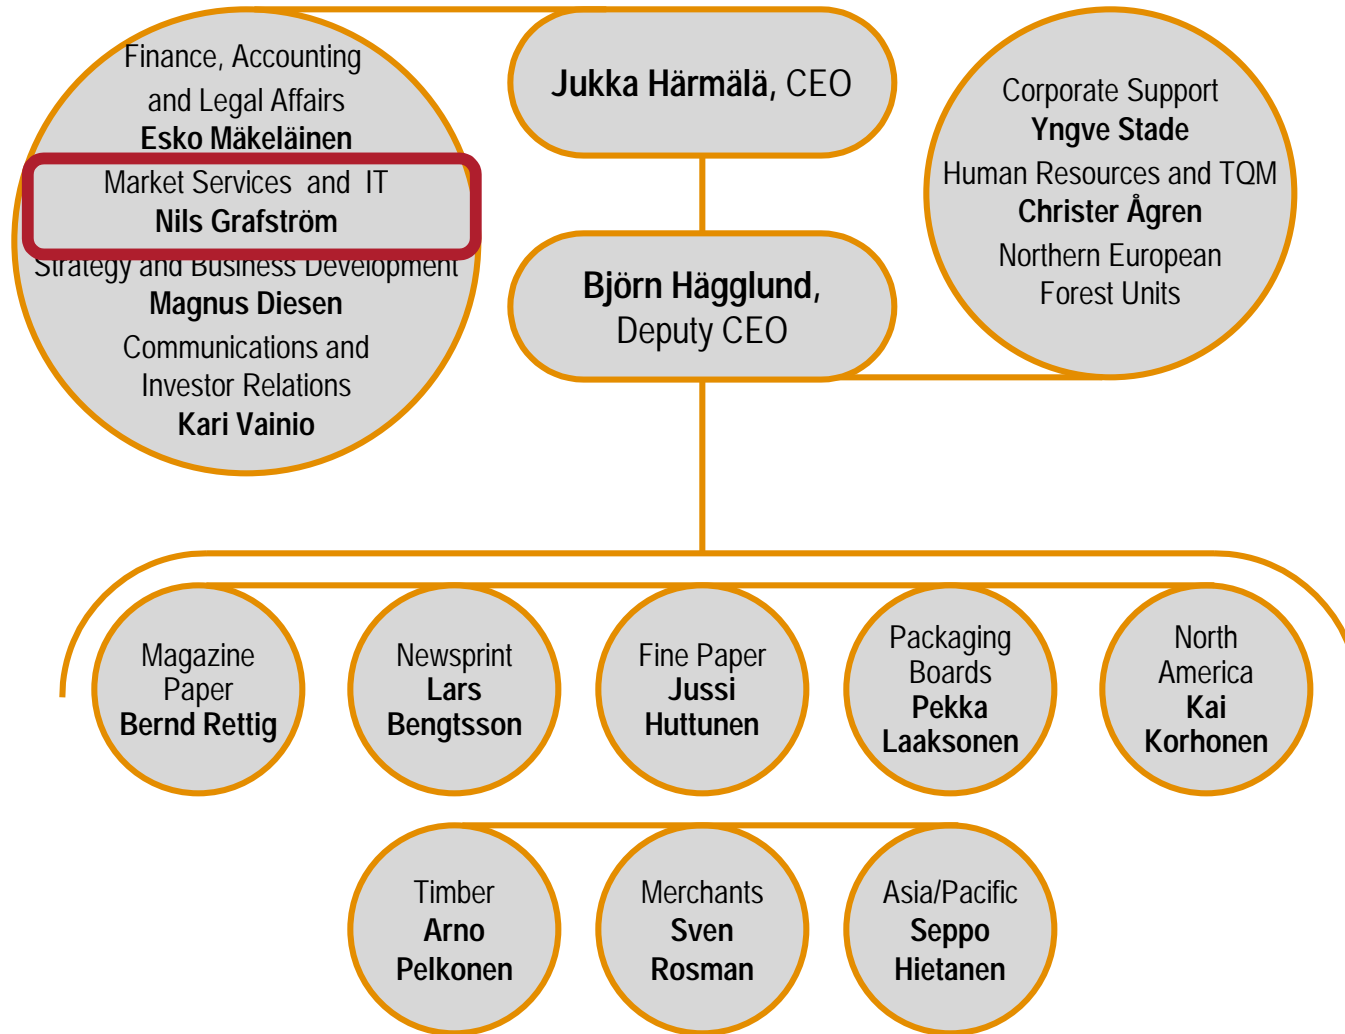 Finance, Accounting
and Legal Affairs
Esko Mäkeläinen
Market Services and IT
Nils Grafström
Strategy and Business Development
Magnus Diesen
Communications and
Investor Relations
Kari Vainio
Jukka Härmälä, CEO
Björn Hägglund,
Deputy CEO
Corporate Support
Yngve Stade
Human Resources and TQM
Christer Ågren
Northern European
Forest Units
Magazine
Paper
Bernd Rettig
Newsprint
Lars
Bengtsson
Fine Paper
Jussi
Huttunen
Packaging
Boards
Pekka
Laaksonen
North
America
Kai
Korhonen
Timber
Arno
Pelkonen
Merchants
Sven
Rosman
Asia/Pacific
Seppo
Hietanen